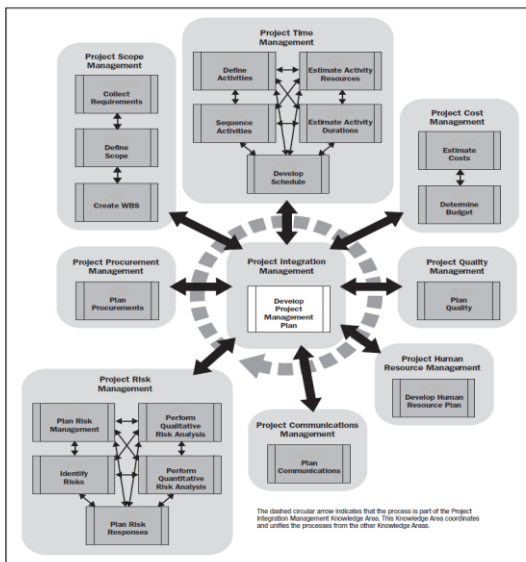 Project Time
Management
Define
Activities
Estimate Activity
Resources
Sequence
Activities
Estimate Activity
Durations
Develop
Schedule
Project Scope
Management
Collect
Requirements
Define
Scope
Create WBS
Project Cost
Management
Estimate
Costs
Determine
Budget
Project Procurement
Management
Plan
Procurements
Project Integration
Management
Develop
Project
Management
Plan
Project Quality
Management
Plan
Quality
Project Human
Resource Management
Develop Human
Resource Plan
Project Risk
Management
Plan Risk
Management
Perform
Qualitative
Risk Analysis
Identify
Risks
Perform
Quantitative
Risk Analysis
Plan Risk
Responses
Project Communications
Management
Plan
Communications
The dashed circular arrow indicates that the process is part of the Project
Integration Management Knowledge Area. This Knowledge Area coordinates
and unifies the processes from the other Knowledge Areas.